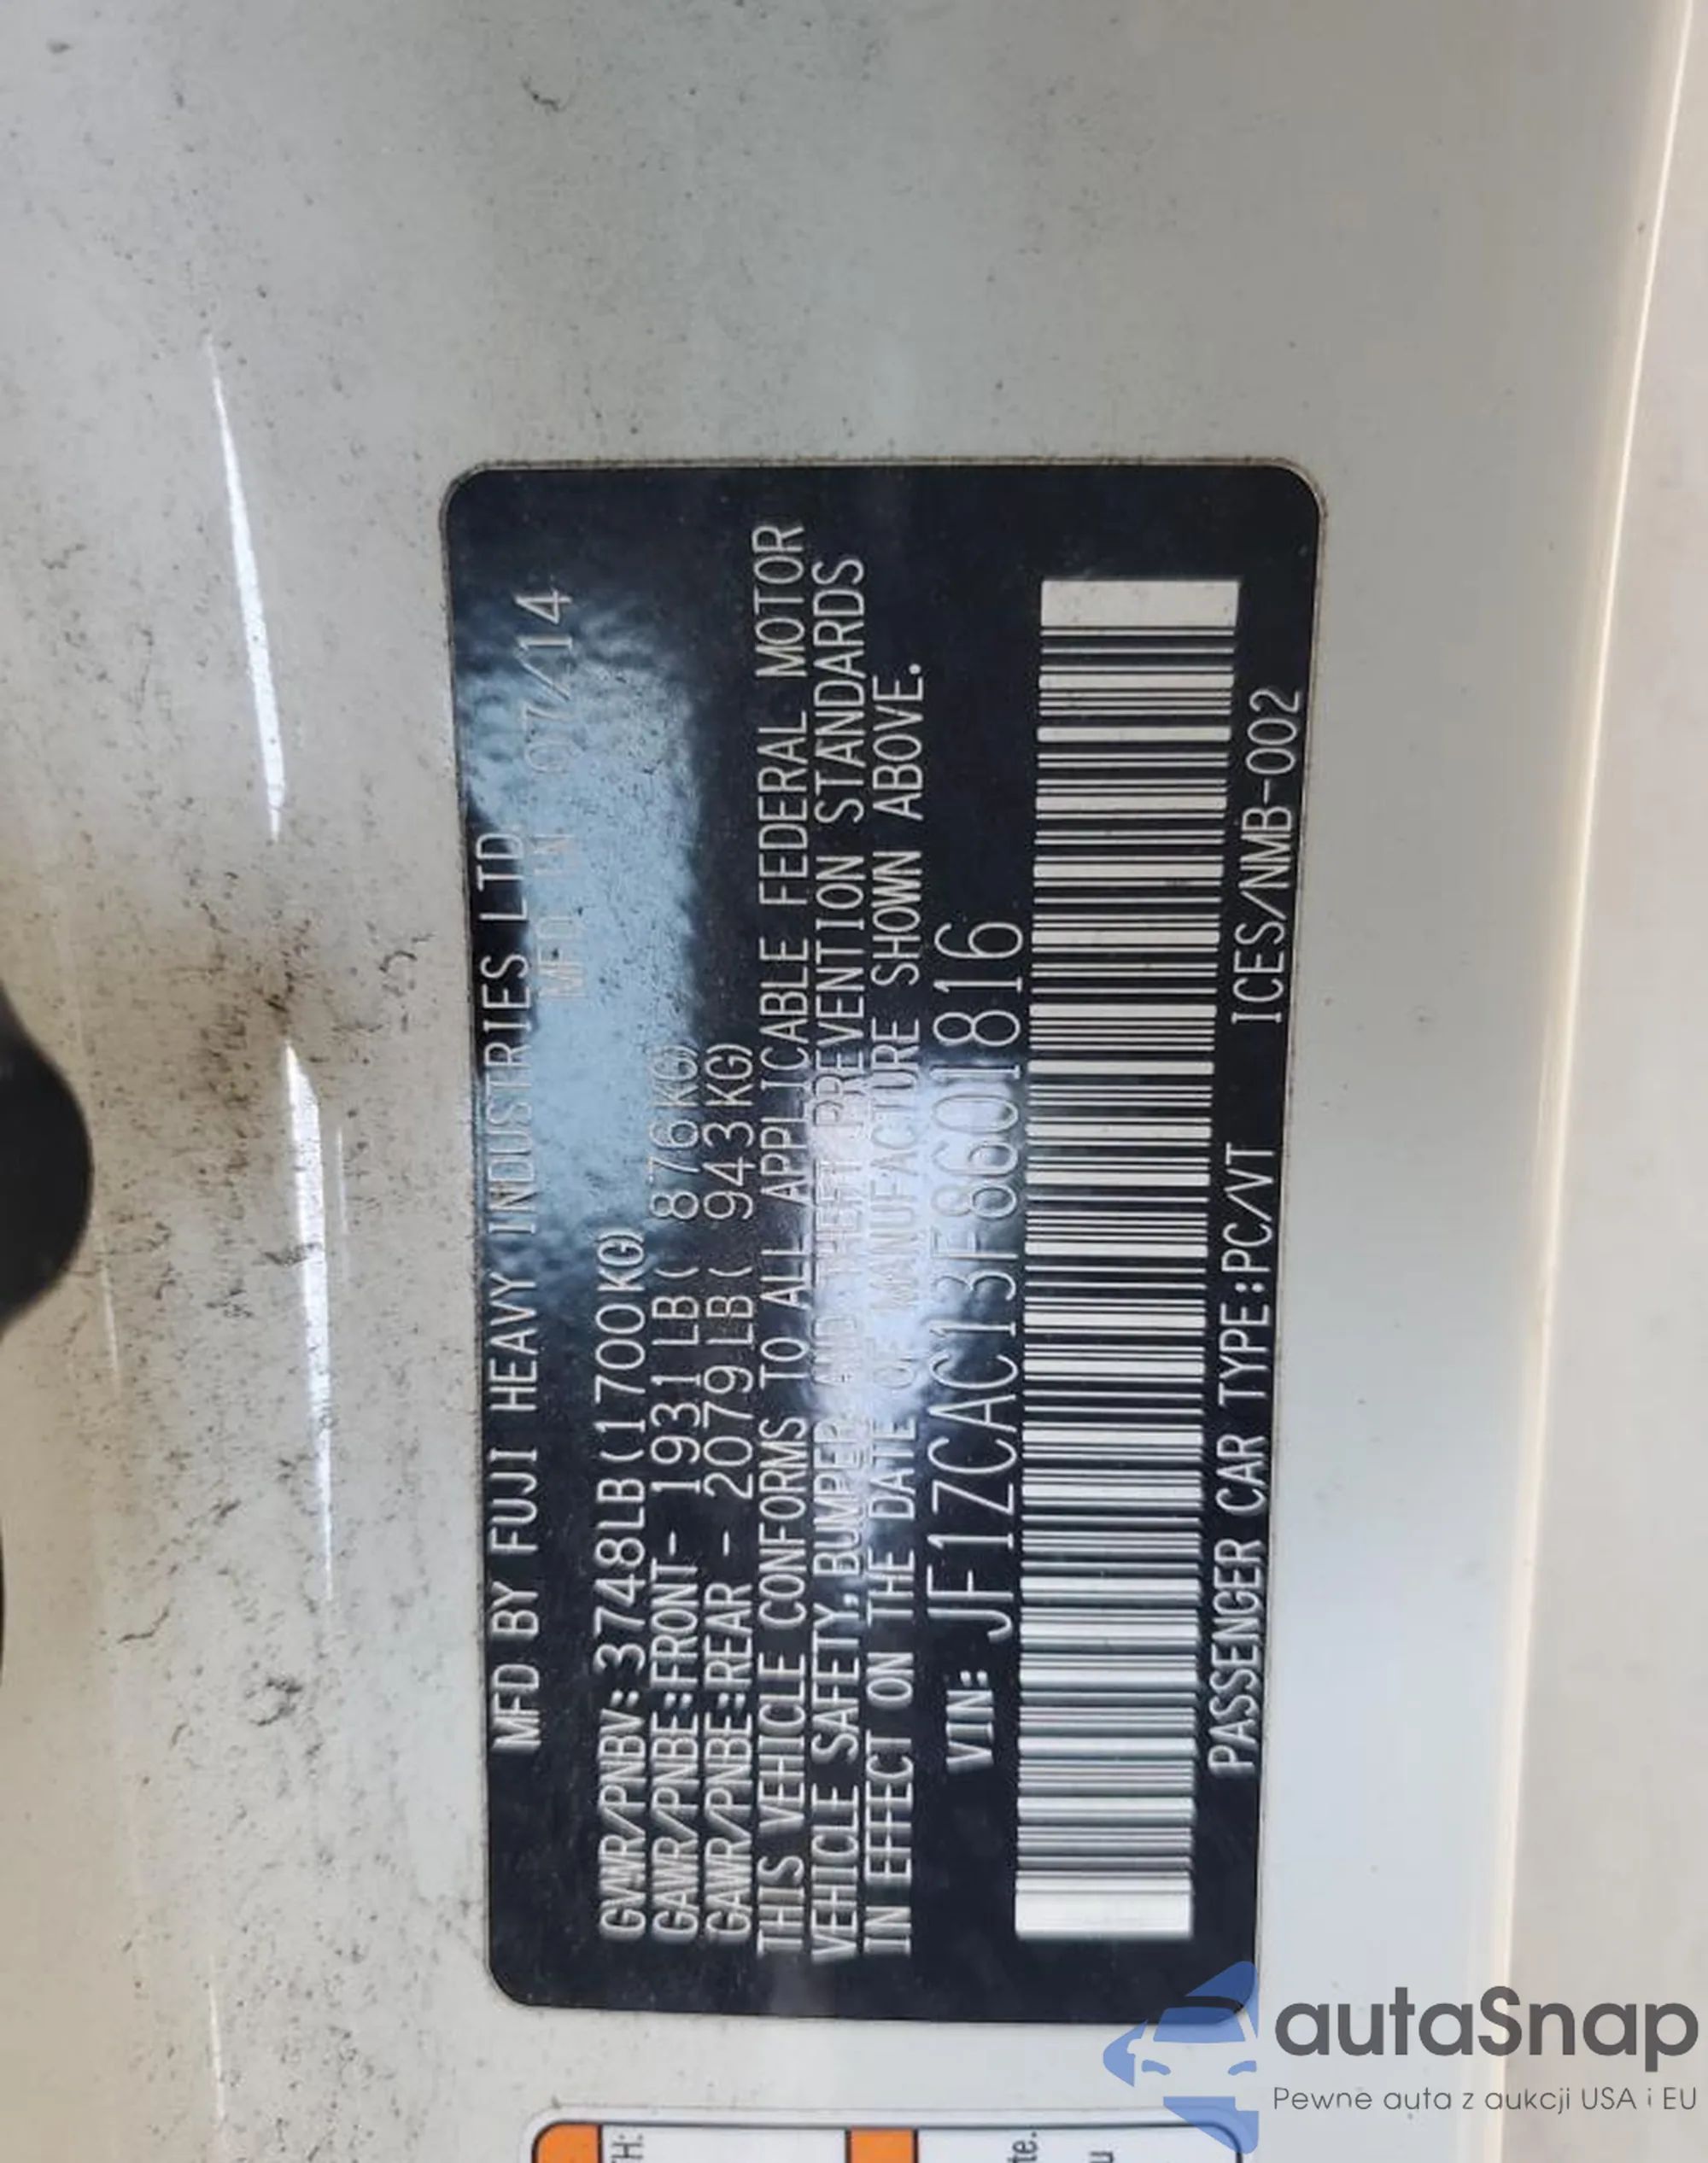 MFD BY FUJI HEAVY INDUSTRIES LTD
MFD IN 07/14
GVWR/PNBV:3748LB(1700KG)
GAWR/PNBE:FRONT- 1931LB( 876KG)
GAWR/PNBE:REAR - 2079LB( 943KG)
THIS VEHICLE CONFORMS TO ALL APPLICABLE FEDERAL MOTOR
VEHICLE SAFETY,BUMPER AND THEFT PREVENTION STANDARDS
IN EFFECT ON THE DATE OF MANUFACTURE SHOWN ABOVE.
VIN: JF1ZCAC13F8601816
PASSENGER CAR TYPE:PC/VT ICES/NMB-002
TH:
te.
u
autaSnap
Pewne auta z aukcji USA i EU